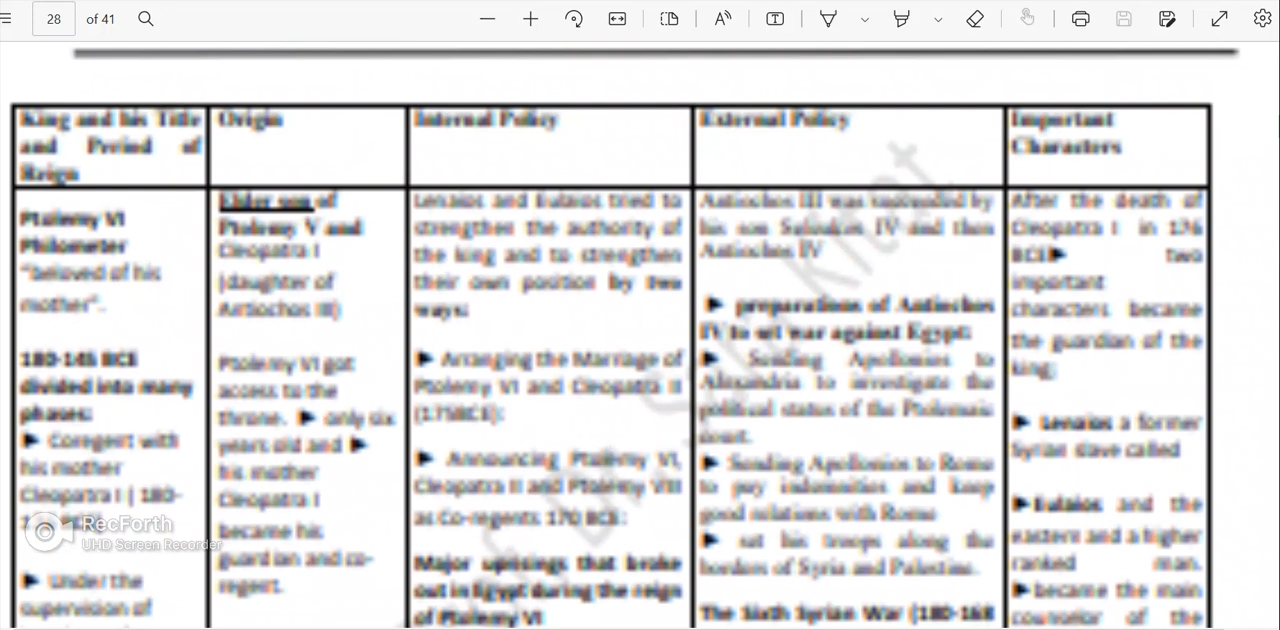 28 of 41
King and his Title and Period of Reign
Origin
Internal Policy
External Policy
Important Characters
Ptolemy VI
Philometer
"beloved of his
mother".
180-145 BCE
divided into many
phases:
► Coregent with
his mother
Cleopatra I ( 180-
► Under the
supervision of
Elder son of
Ptolemy V and
Cleopatra I
(daughter of
Antiochos III)
Ptolemy VI got
access to the
throne. ► only six
years old and ►
his mother
Cleopatra I
became his
guardian and co-
regent.
Lenaios and Eulaios tried to
strengthen the authority of
the king and to strengthen
their own position by two
ways:
► Arranging the Marriage of
Ptolemy VI and Cleopatra II
(175BCE):
► Announcing Ptolemy VI,
Cleopatra II and Ptolemy VIII
as Co-regents 170 BCE:
Major uprisings that broke
out in Egypt during the reign
of Ptolemy VI
Antiochos III was succeeded by
his son Seleukos IV and then
Antiochos IV
► preparations of Antiochos
IV to set war against Egypt:
► Sending Apollonios to
Alexandria to investigate the
political status of the Ptolemaic
court.
► Sending Apollonios to Rome
to pay indemnities and keep
good relations with Rome
► set his troops along the
borders of Syria and Palestine.
The Sixth Syrian War (180-168
After the death of
Cleopatra I in 176
BCE► two
important
characters became
the guardian of the
king;
► Lenaios a former
Syrian slave called
►Eulaios and the
eastern and a higher
ranked man.
►became the main
counselor of the
RecForth
UHD Screen Recorder